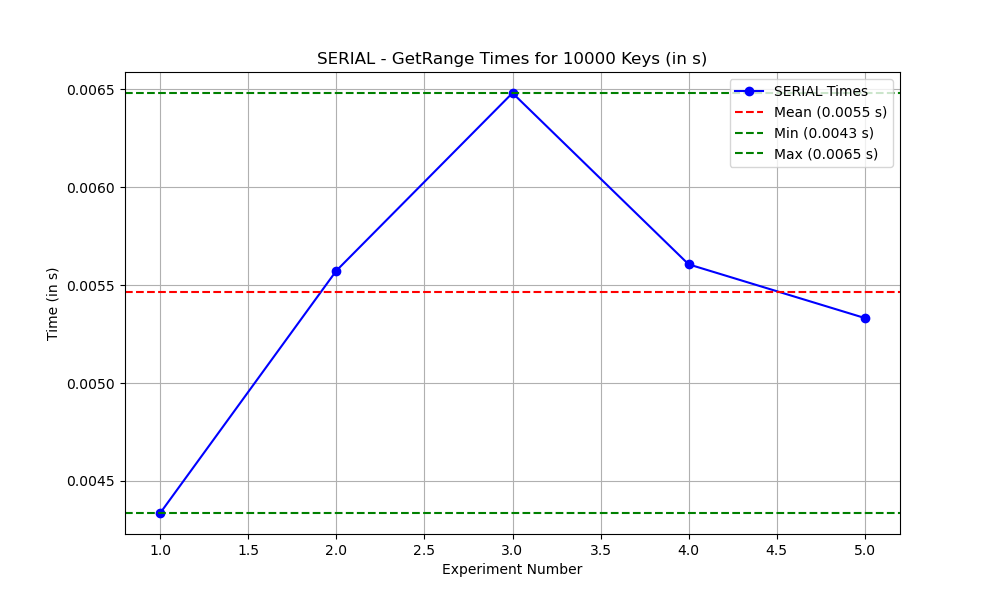 SERIAL - GetRange Times for 10000 Keys (in s)
SERIAL Times
Mean (0.0055 s)
Min (0.0043 s)
Max (0.0065 s)
Time (in s)
0.0065
0.0060
0.0055
0.0050
0.0045
1.0 1.5 2.0 2.5 3.0 3.5 4.0 4.5 5.0
Experiment Number